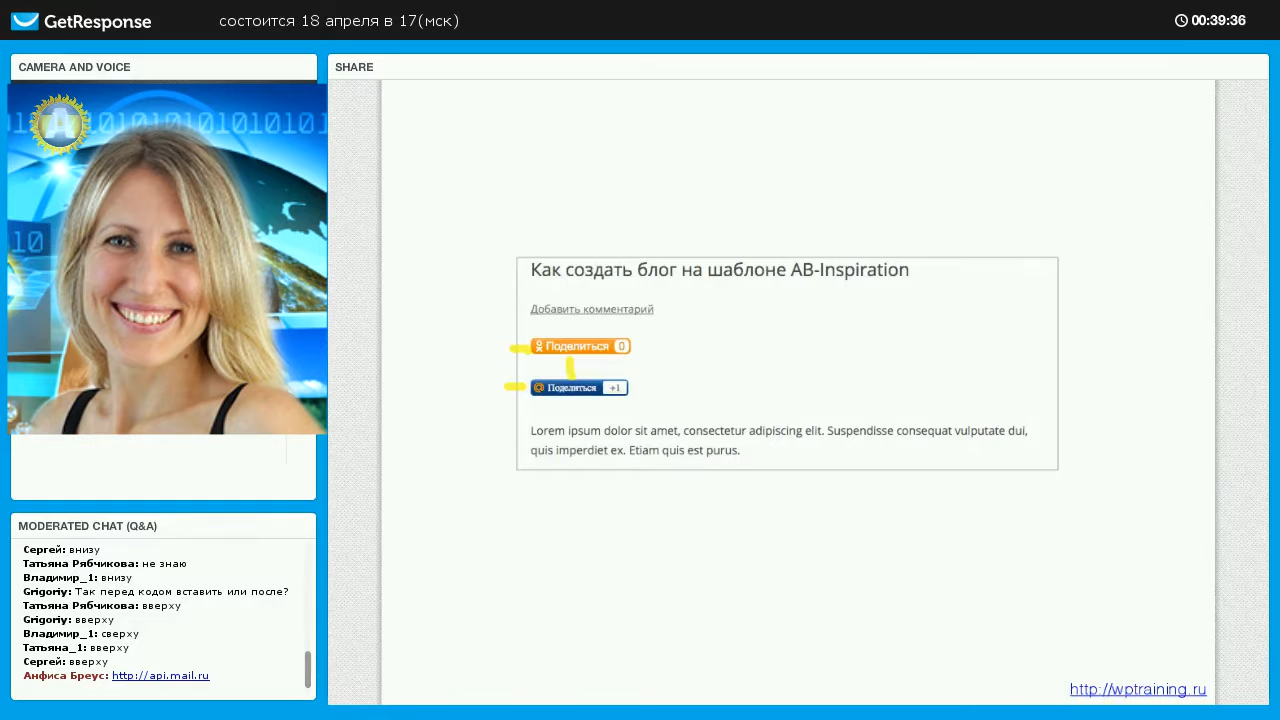 GetResponse
состоится 18 апреля в 17(мск)
00:39:36
CAMERA AND VOICE
SHARE
Как создать блог на шаблоне AB-Inspiration
Добавить комментарий
Поделиться 0
Поделиться +1
Lorem ipsum dolor sit amet, consectetur adipiscing elit. Suspendisse consequat vulputate dui,
quis imperdiet ex. Etiam quis est purus.
MODERATED CHAT (Q&A)
Сергей: внизу
Татьяна Рябчикова: не знаю
Владимир_1: внизу
Grigoriy: Так перед кодом вставить или после?
Татьяна Рябчикова: вверху
Grigoriy: вверху
Владимир_1: сверху
Татьяна_1: вверху
Сергей: вверху
Анфиса Бреус: http://api.mail.ru
http://wptraining.ru